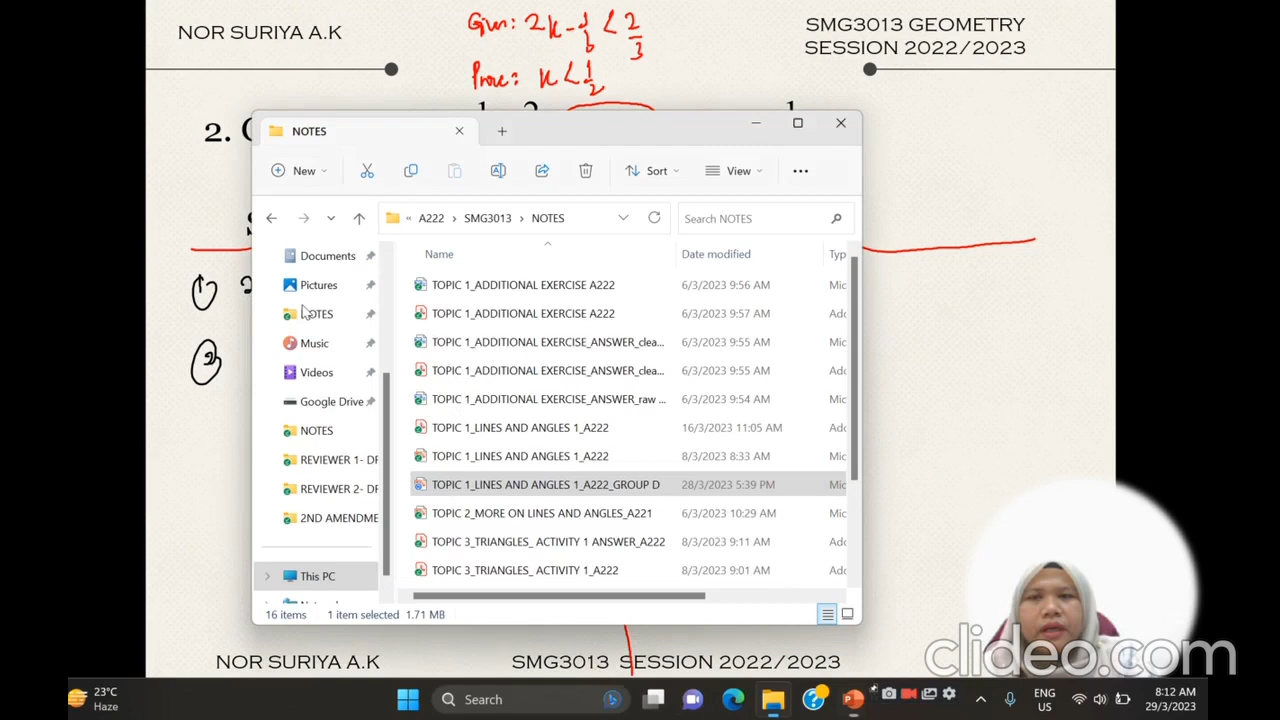 NOR SURIYA A.K
SMG3013 GEOMETRY
SESSION 2022/2023
Given: 2x - 1/6 < 2/3
Prove: x < 1/2
2.
NOTES
New
Sort
View
A222 > SMG3013 > NOTES
Search NOTES
Name
Date modified
Typ
Documents
Pictures
NOTES
Music
Videos
Google Drive
NOTES
REVIEWER 1- DF
REVIEWER 2- DF
2ND AMENDME
This PC
TOPIC 1_ADDITIONAL EXERCISE A222 6/3/2023 9:56 AM Mic
TOPIC 1_ADDITIONAL EXERCISE A222 6/3/2023 9:57 AM Ado
TOPIC 1_ADDITIONAL EXERCISE_ANSWER_clea... 6/3/2023 9:55 AM Mic
TOPIC 1_ADDITIONAL EXERCISE_ANSWER_clea... 6/3/2023 9:55 AM Ado
TOPIC 1_ADDITIONAL EXERCISE_ANSWER_raw ... 6/3/2023 9:54 AM Mic
TOPIC 1_LINES AND ANGLES 1_A222 16/3/2023 11:05 AM Ado
TOPIC 1_LINES AND ANGLES 1_A222 8/3/2023 8:33 AM Ado
TOPIC 1_LINES AND ANGLES 1_A222_GROUP D 28/3/2023 5:39 PM Mic
TOPIC 2_MORE ON LINES AND ANGLES_A221 6/3/2023 10:29 AM Mic
TOPIC 3_TRIANGLES_ ACTIVITY 1 ANSWER_A222 8/3/2023 9:11 AM Ado
TOPIC 3_TRIANGLES_ ACTIVITY 1_A222 8/3/2023 9:01 AM Ado
16 items 1 item selected 1.71 MB
1
2
NOR SURIYA A.K
SMG3013 SESSION 2022/2023
clideo.com
23°C
Haze
Search
ENG
US
8:12 AM
29/3/2023